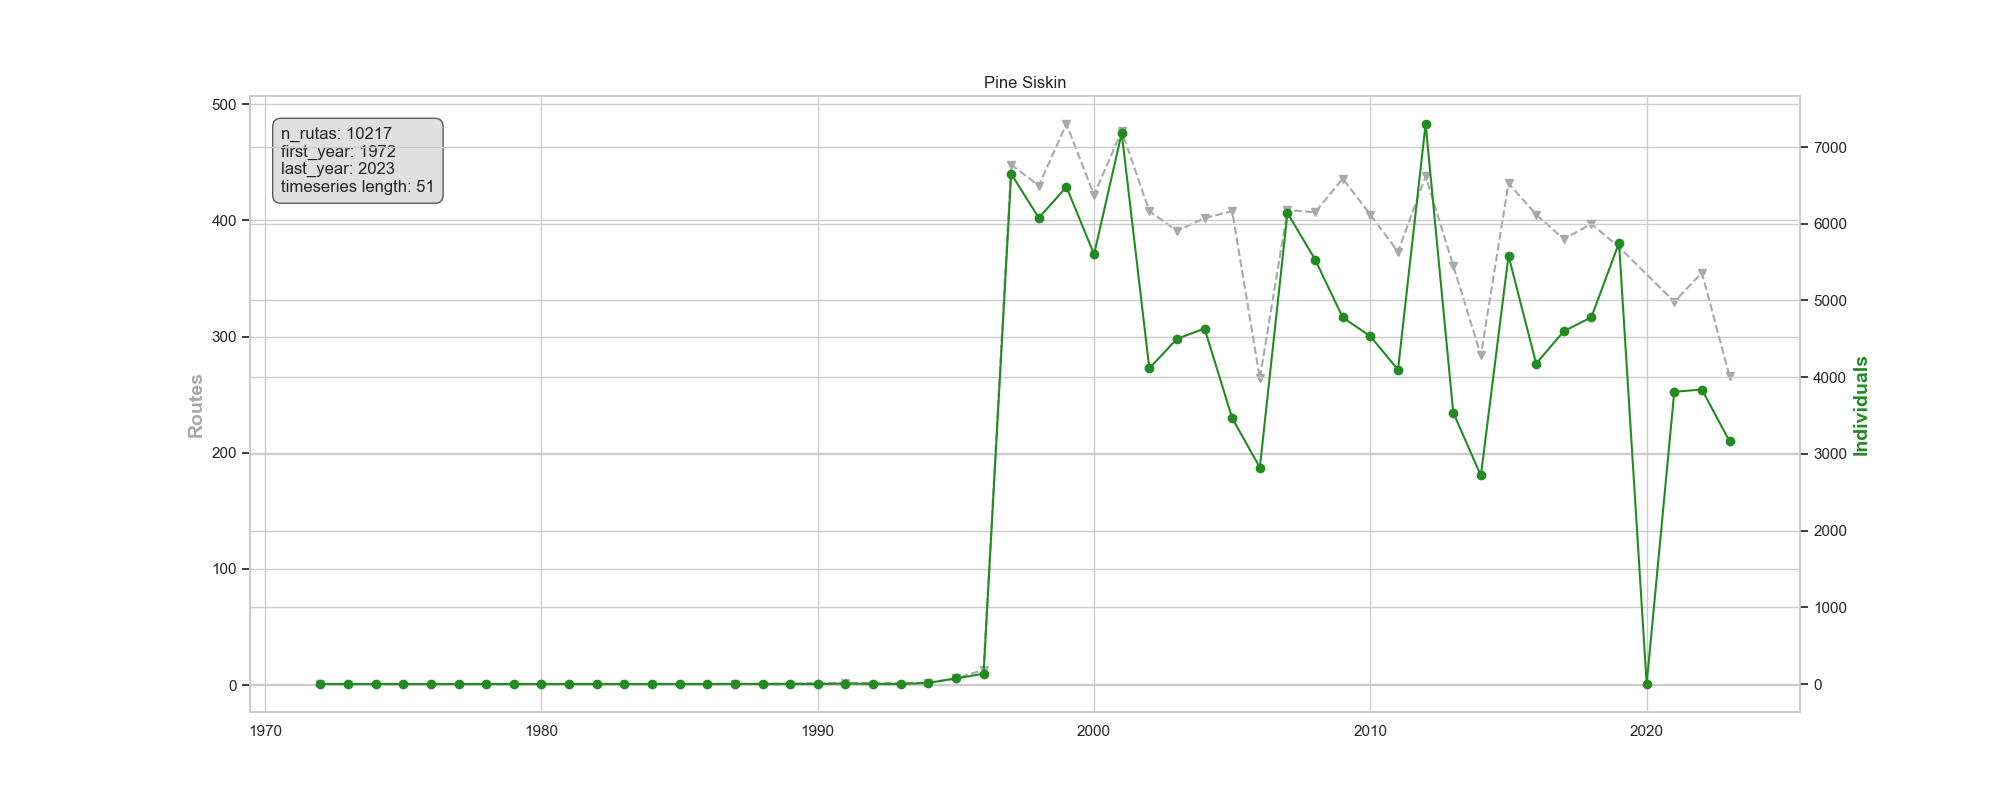 Pine Siskin
n_rutas: 10217
first_year: 1972
last_year: 2023
timeseries length: 51
500
400
300
200
100
0
Routes
7000
6000
5000
4000
3000
2000
1000
0
Individuals
1970
1980
1990
2000
2010
2020